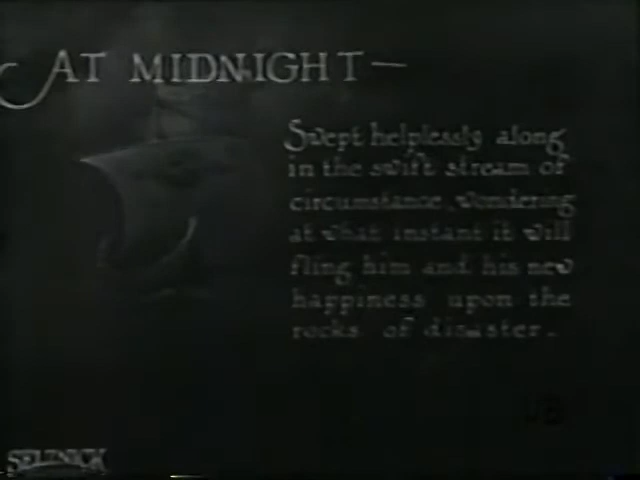 AT MIDNIGHT—
Swept helplessly along
in the swift stream of
circumstance, wondering
at what instant it will
fling him and his new
happiness upon the
rocks of disaster.
SELZNICK